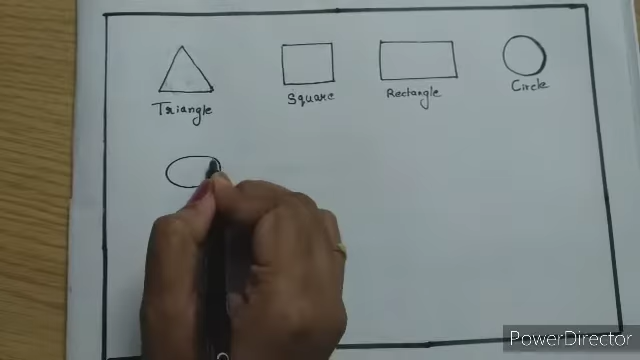 Triangle
Square
Rectangle
Circle
PowerDirector